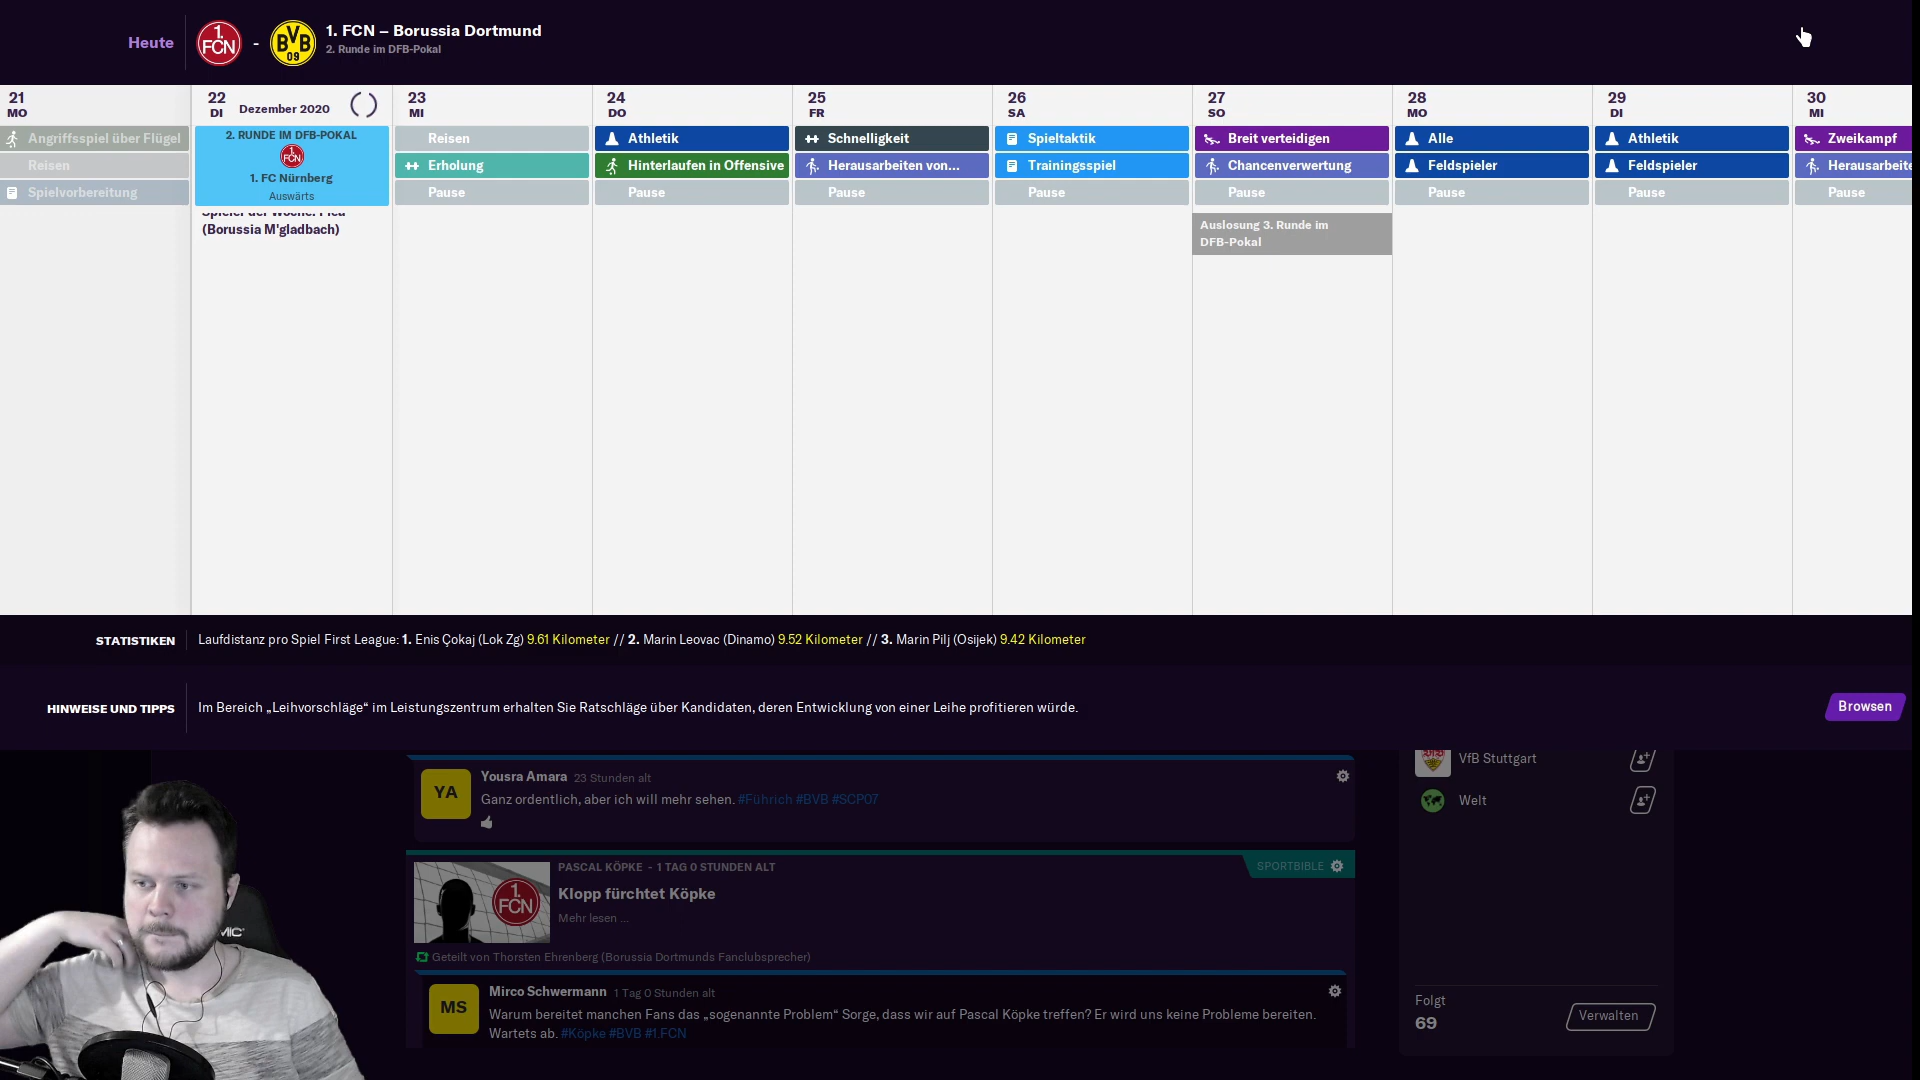 Heute
1. FCN
-
BVB 09
1. FCN – Borussia Dortmund
2. Runde im DFB-Pokal
21 MO
Angriffsspiel über Flügel
Reisen
Spielvorbereitung
22 DI
Dezember 2020
2. RUNDE IM DFB-POKAL
1. FC Nürnberg
Auswärts
(Borussia M'gladbach)
23 MI
Reisen
Erholung
Pause
24 DO
Athletik
Hinterlaufen in Offensive
Pause
25 FR
Schnelligkeit
Herausarbeiten von...
Pause
26 SA
Spieltaktik
Trainingsspiel
Pause
27 SO
Breit verteidigen
Chancenverwertung
Pause
Auslosung 3. Runde im
DFB-Pokal
28 MO
Alle
Feldspieler
Pause
29 DI
Athletik
Feldspieler
Pause
30 MI
Zweikampf
Herausarbeite
Pause
STATISTIKEN
Laufdistanz pro Spiel First League: 1. Enis Çokaj (Lok Zg) 9.61 Kilometer // 2. Marin Leovac (Dinamo) 9.52 Kilometer // 3. Marin Pilj (Osijek) 9.42 Kilometer
HINWEISE UND TIPPS
Im Bereich „Leihvorschläge“ im Leistungszentrum erhalten Sie Ratschläge über Kandidaten, deren Entwicklung von einer Leihe profitieren würde.
Browsen
YA
Yousra Amara 23 Stunden alt
Ganz ordentlich, aber ich will mehr sehen. #Führich #BVB #SCP07
PASCAL KÖPKE - 1 TAG 0 STUNDEN ALT
SPORTBIBLE
1. FCN
Klopp fürchtet Köpke
Mehr lesen ...
Geteilt von Thorsten Ehrenberg (Borussia Dortmunds Fanclubsprecher)
MS
Mirco Schwermann 1 Tag 0 Stunden alt
Warum bereitet manchen Fans das „sogenannte Problem“ Sorge, dass wir auf Pascal Köpke treffen? Er wird uns keine Probleme bereiten.
Wartets ab. #Köpke #BVB #1.FCN
VfB Stuttgart
Welt
Folgt
69
Verwalten